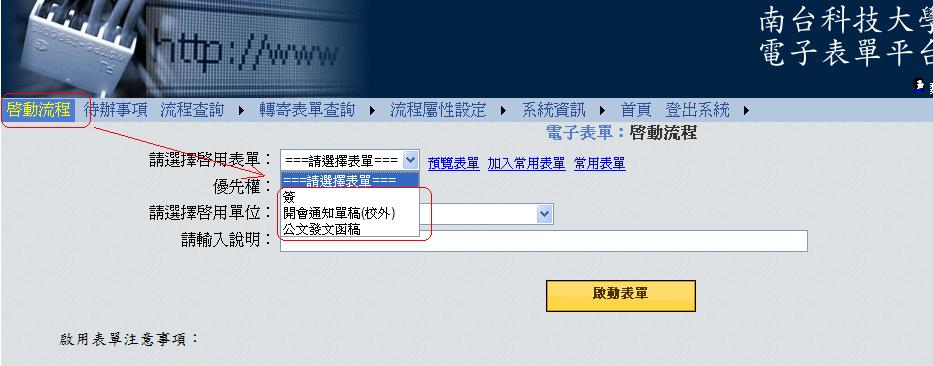 http://www
南台科技大學
電子表單平台
啓動流程 待辦事項 流程查詢 轉寄表單查詢 流程屬性設定 系統資訊 首頁 登出系統
電子表單：啓動流程
請選擇啓用表單： ===請選擇表單=== 預覽表單 加入常用表單 常用表單
===請選擇表單===
優先權：
簽
請選擇啓用單位： 開會通知單稿(校外)
公文發文函稿
請輸入說明：
啟動表單
啟用表單注意事項：